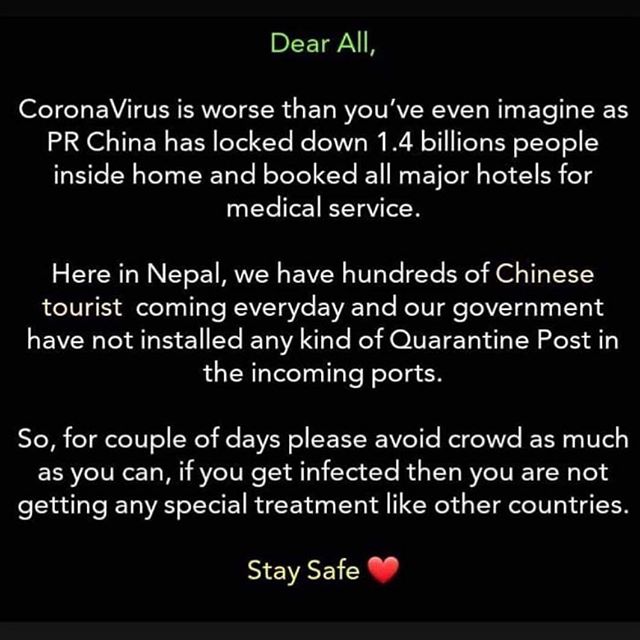 Dear All,
CoronaVirus is worse than you've even imagine as
PR China has locked down 1.4 billions people
inside home and booked all major hotels for
medical service.
Here in Nepal, we have hundreds of Chinese
tourist coming everyday and our government
have not installed any kind of Quarantine Post in
the incoming ports.
So, for couple of days please avoid crowd as much
as you can, if you get infected then you are not
getting any special treatment like other countries.
Stay Safe ❤️